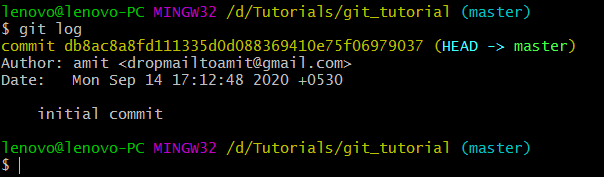 lenovo@lenovo-PC MINGW32 /d/Tutorials/git_tutorial (master)
$ git log
commit db8ac8a8fd111335d0d088369410e75f06979037 (HEAD -> master)
Author: amit <dropmailtoamit@gmail.com>
Date:   Mon Sep 14 17:12:48 2020 +0530
    initial commit
lenovo@lenovo-PC MINGW32 /d/Tutorials/git_tutorial (master)
$